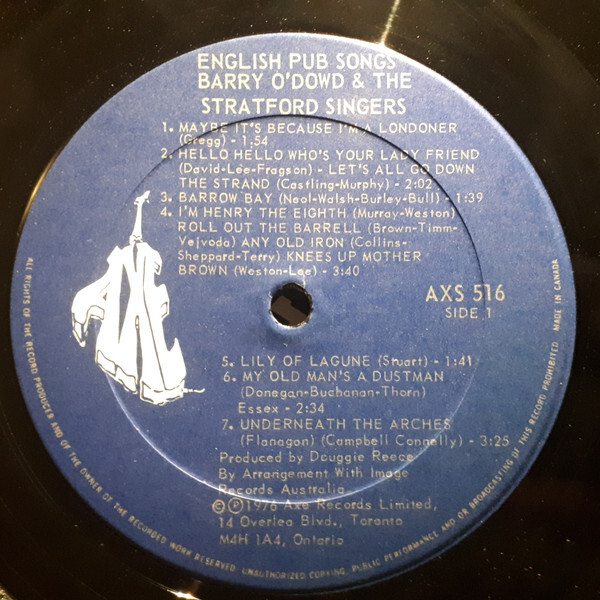 ENGLISH PUB SONGS
BARRY O'DOWD & THE
STRATFORD SINGERS
1. MAYBE IT'S BECAUSE I'M A LONDONER
(Gregg) - 1,54
2. HELLO HELLO WHO'S YOUR LADY FRIEND
(David-Lee-Fragson) - LET'S ALL GO DOWN
THE STRAND (Castling-Murphy) - 2:02
3. BARROW BAY (Neol-Walsh-Burley-Bull) - 1:39
4. I'M HENRY THE EIGHTH (Murray-Weston)
ROLL OUT THE BARRELL (Brown-Timm-
Vejvoda) ANY OLD IRON (Collins-
Sheppard-Terry) KNEES UP MOTHER
BROWN (Weston-Lee) - 3:40
AXE
AXS 516
SIDE 1
5. LILY OF LAGUNE (Stuart) - 1:41
6. MY OLD MAN'S A DUSTMAN
(Donegan-Buchanan-Thorn)
Essex - 2:34
7. UNDERNEATH THE ARCHES
(Flanagan) (Campbell Connolly) - 3:25
Produced by Douggie Reece
By Arrangement With Image
Records Australia
©℗1976 Axe Records Limited,
14 Overlea Blvd., Toronto
M4H 1A4, Ontario
ALL RIGHTS OF THE RECORD PRODUCER AND OF THE OWNER OF THE RECORDED WORK RESERVED. UNAUTHORIZED COPYING, PUBLIC PERFORMANCE AND OR BROADCASTING OF THIS RECORD PROHIBITED. MADE IN CANADA